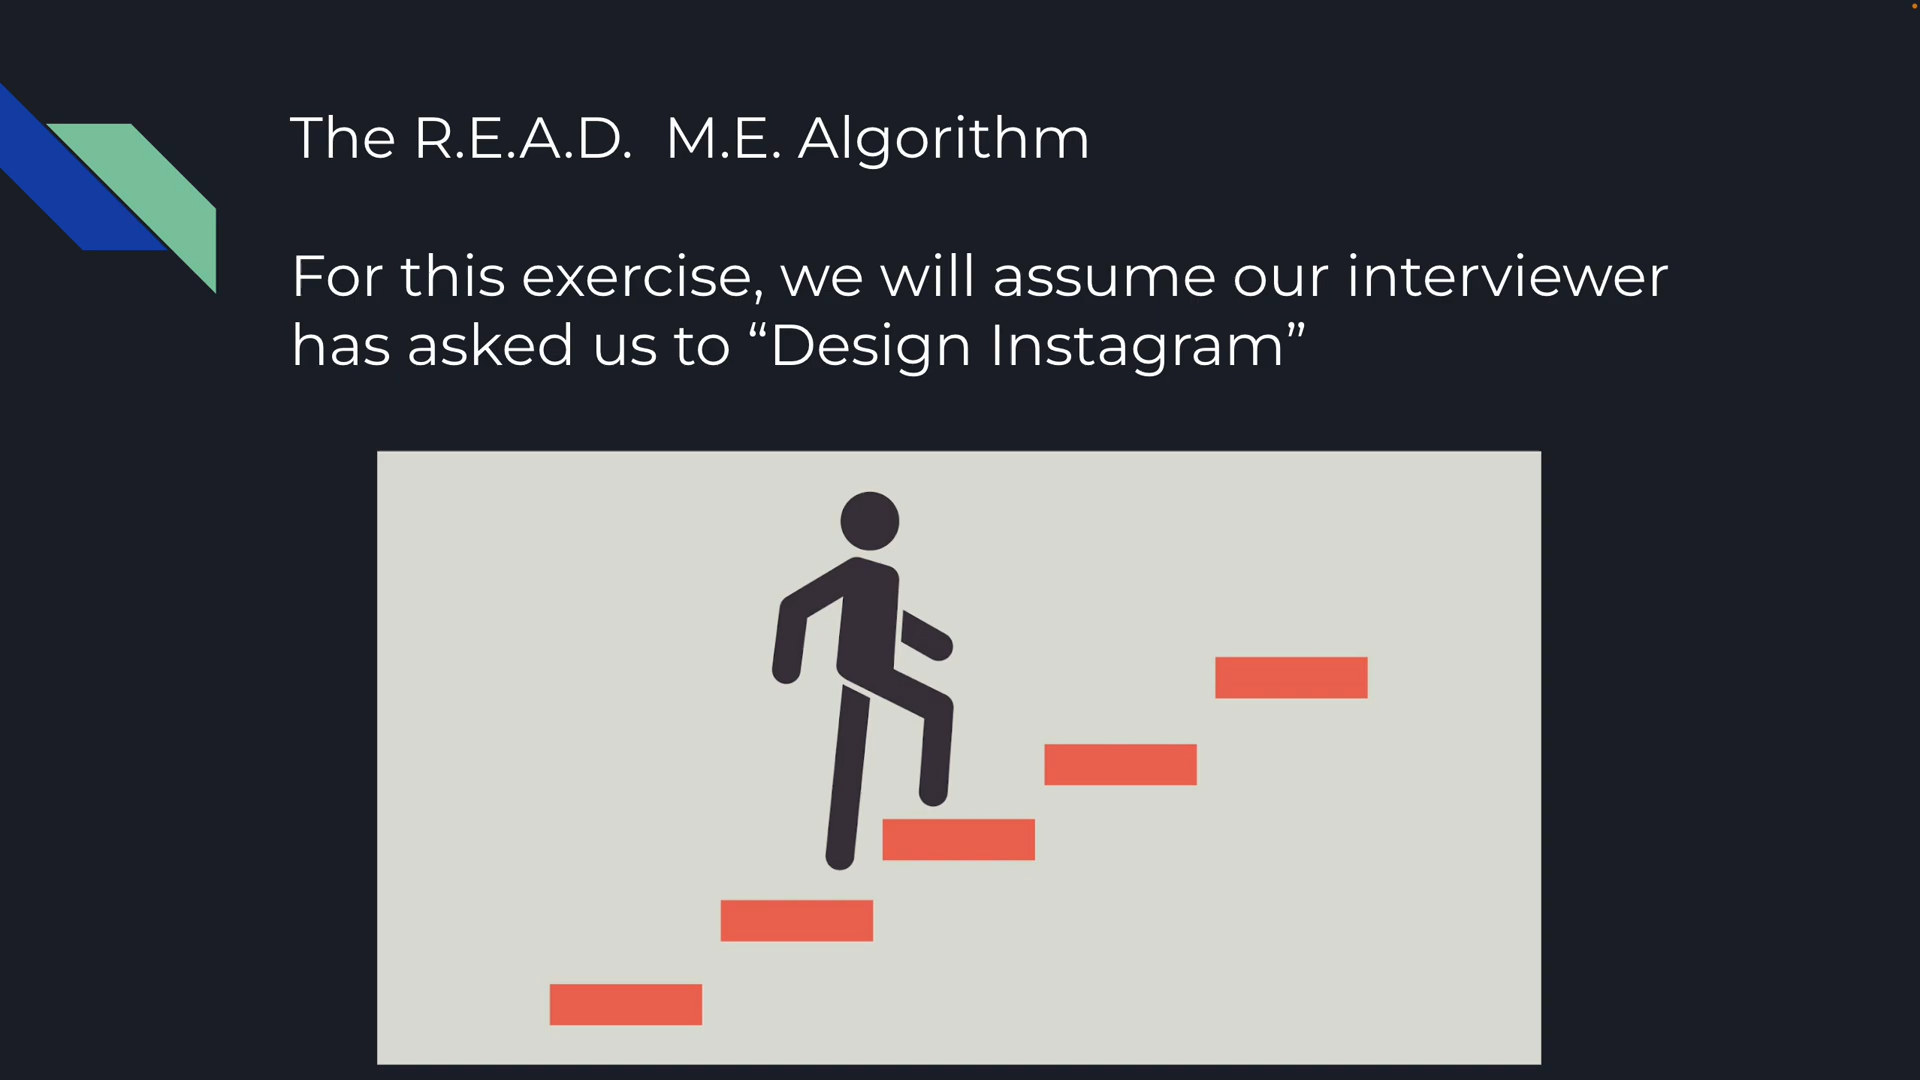 The R.E.A.D.  M.E. Algorithm
For this exercise, we will assume our interviewer
has asked us to “Design Instagram”